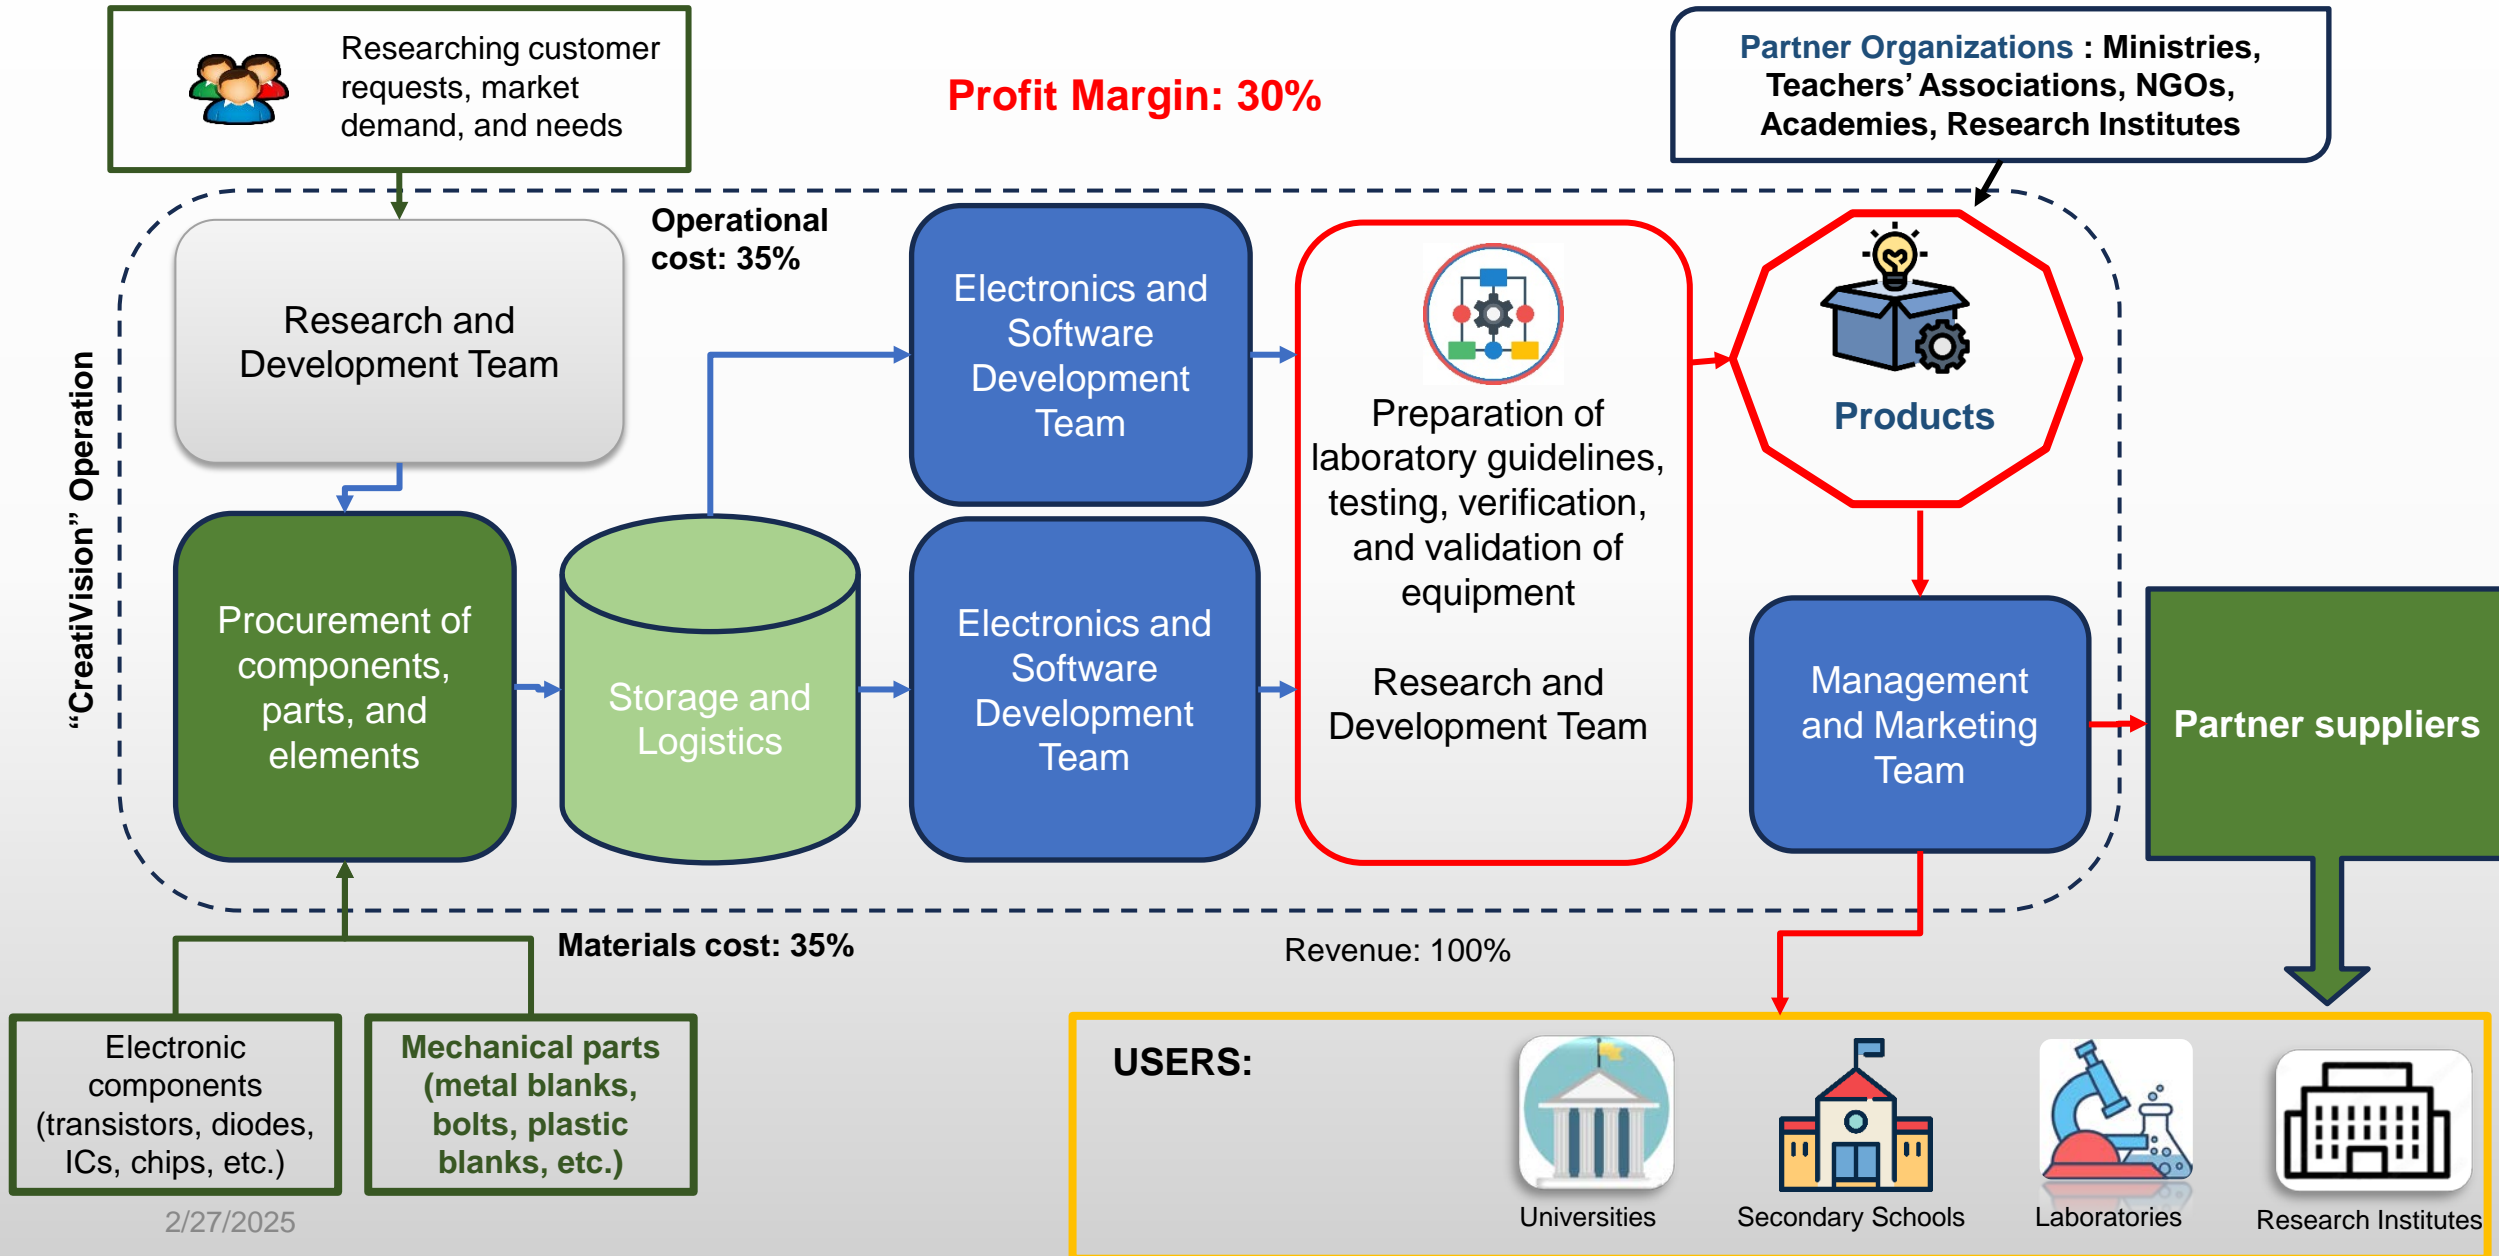 Researching customer
requests, market
demand, and needs
Profit Margin: 30%
Partner Organizations : Ministries,
Teachers’ Associations, NGOs,
Academies, Research Institutes
“CreatiVision” Operation
Research and
Development Team
Operational
cost: 35%
Electronics and
Software
Development
Team
Preparation of
laboratory guidelines,
testing, verification,
and validation of
equipment
Research and
Development Team
Products
Procurement of
components,
parts, and
elements
Storage and
Logistics
Electronics and
Software
Development
Team
Management
and Marketing
Team
Partner suppliers
Materials cost: 35%
Revenue: 100%
Electronic
components
(transistors, diodes,
ICs, chips, etc.)
Mechanical parts
(metal blanks,
bolts, plastic
blanks, etc.)
USERS:
Universities
Secondary Schools
Laboratories
Research Institutes
2/27/2025